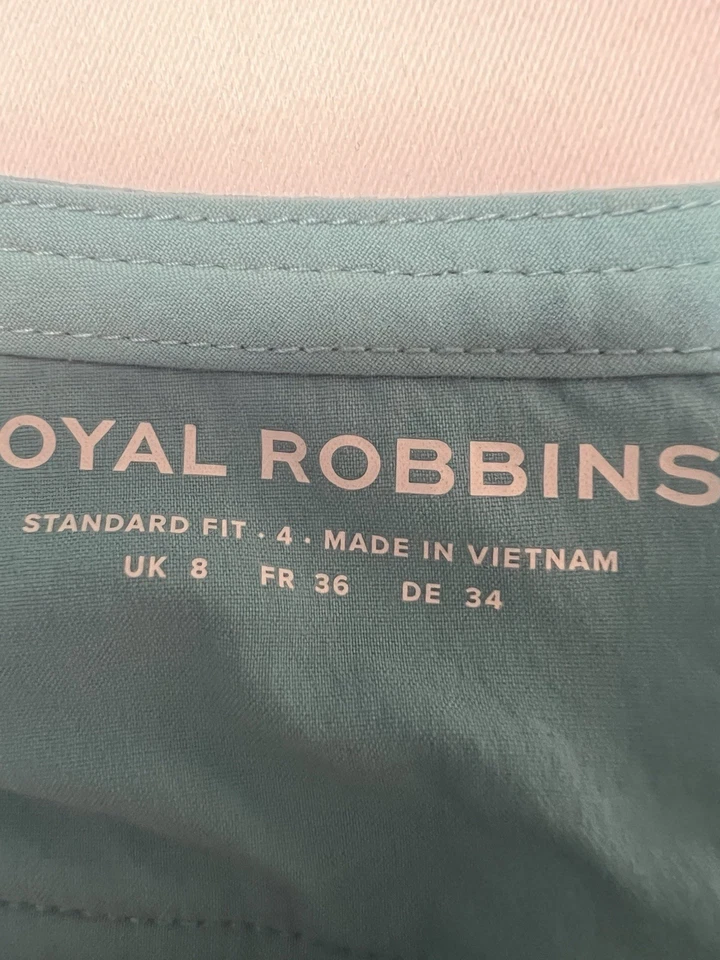 OYAL ROBBINS
STANDARD FIT · 4 · MADE IN VIETNAM
UK 8 FR 36 DE 34